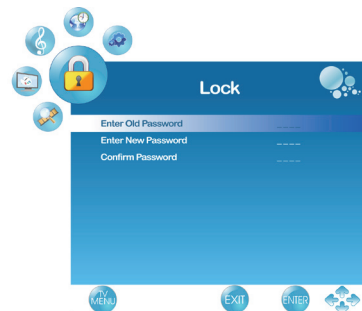 Lock
Enter Old Password _ _ _ _
Enter New Password _ _ _ _
Confirm Password _ _ _ _
TV
MENU
EXIT
ENTER